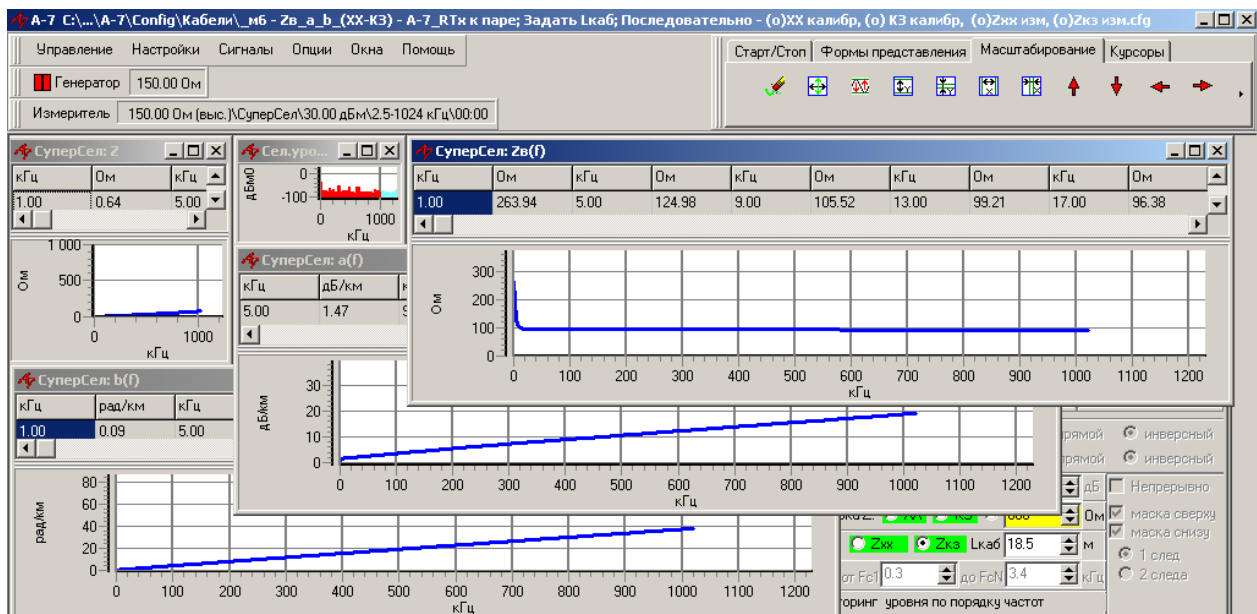 А-7 C:\...\A-7\Config\Кабели\_м6 - Zв_a_b_(ХХ-КЗ) - A-7_RTx к паре; Задать Lкаб; Последовательно - (о)ХХ калибр, (о) КЗ калибр, (о)Zхх изм, (о)Zкз изм.cfg
Управление Настройки Сигналы Опции Окна Помощь
Старт/Стоп Формы представления Масштабирование Курсоры
Генератор 150.00 Ом
Измеритель 150.00 Ом (выс.)\СуперСел\30.00 дБм\2.5-1024 кГц\00:00
СуперСел: Z
кГц Ом кГц
1.00 0.64 5.00
1 000
500
0
Ом
0 1000
кГц
Сел.уро...
дБм0
0
-100
0 1000
кГц
СуперСел: Zв(f)
кГц Ом кГц Ом кГц Ом кГц Ом кГц Ом
1.00 263.94 5.00 124.98 9.00 105.52 13.00 99.21 17.00 96.38
300
200
100
0
Ом
0 100 200 300 400 500 600 700 800 900 1000 1100 1200
кГц
СуперСел: a(f)
кГц дБ/км
5.00 1.47
30
20
10
0
дБ/км
0 100 200 300 400 500 600 700 800 900 1000 1100 1200
кГц
СуперСел: b(f)
кГц рад/км кГц
1.00 0.09 5.00
80
60
40
20
0
рад/км
0 100 200 300 400 500 600 700 800 900 1000 1100 1200
кГц
инверсный
инверсный
дБ Непрерывно
Ом маска сверху
маска снизу
Zхх Zкз Lкаб 18.5 м
1 след
от Fc1 0.3 до FcN 3.4 кГц
2 следа
уровня по порядку частот